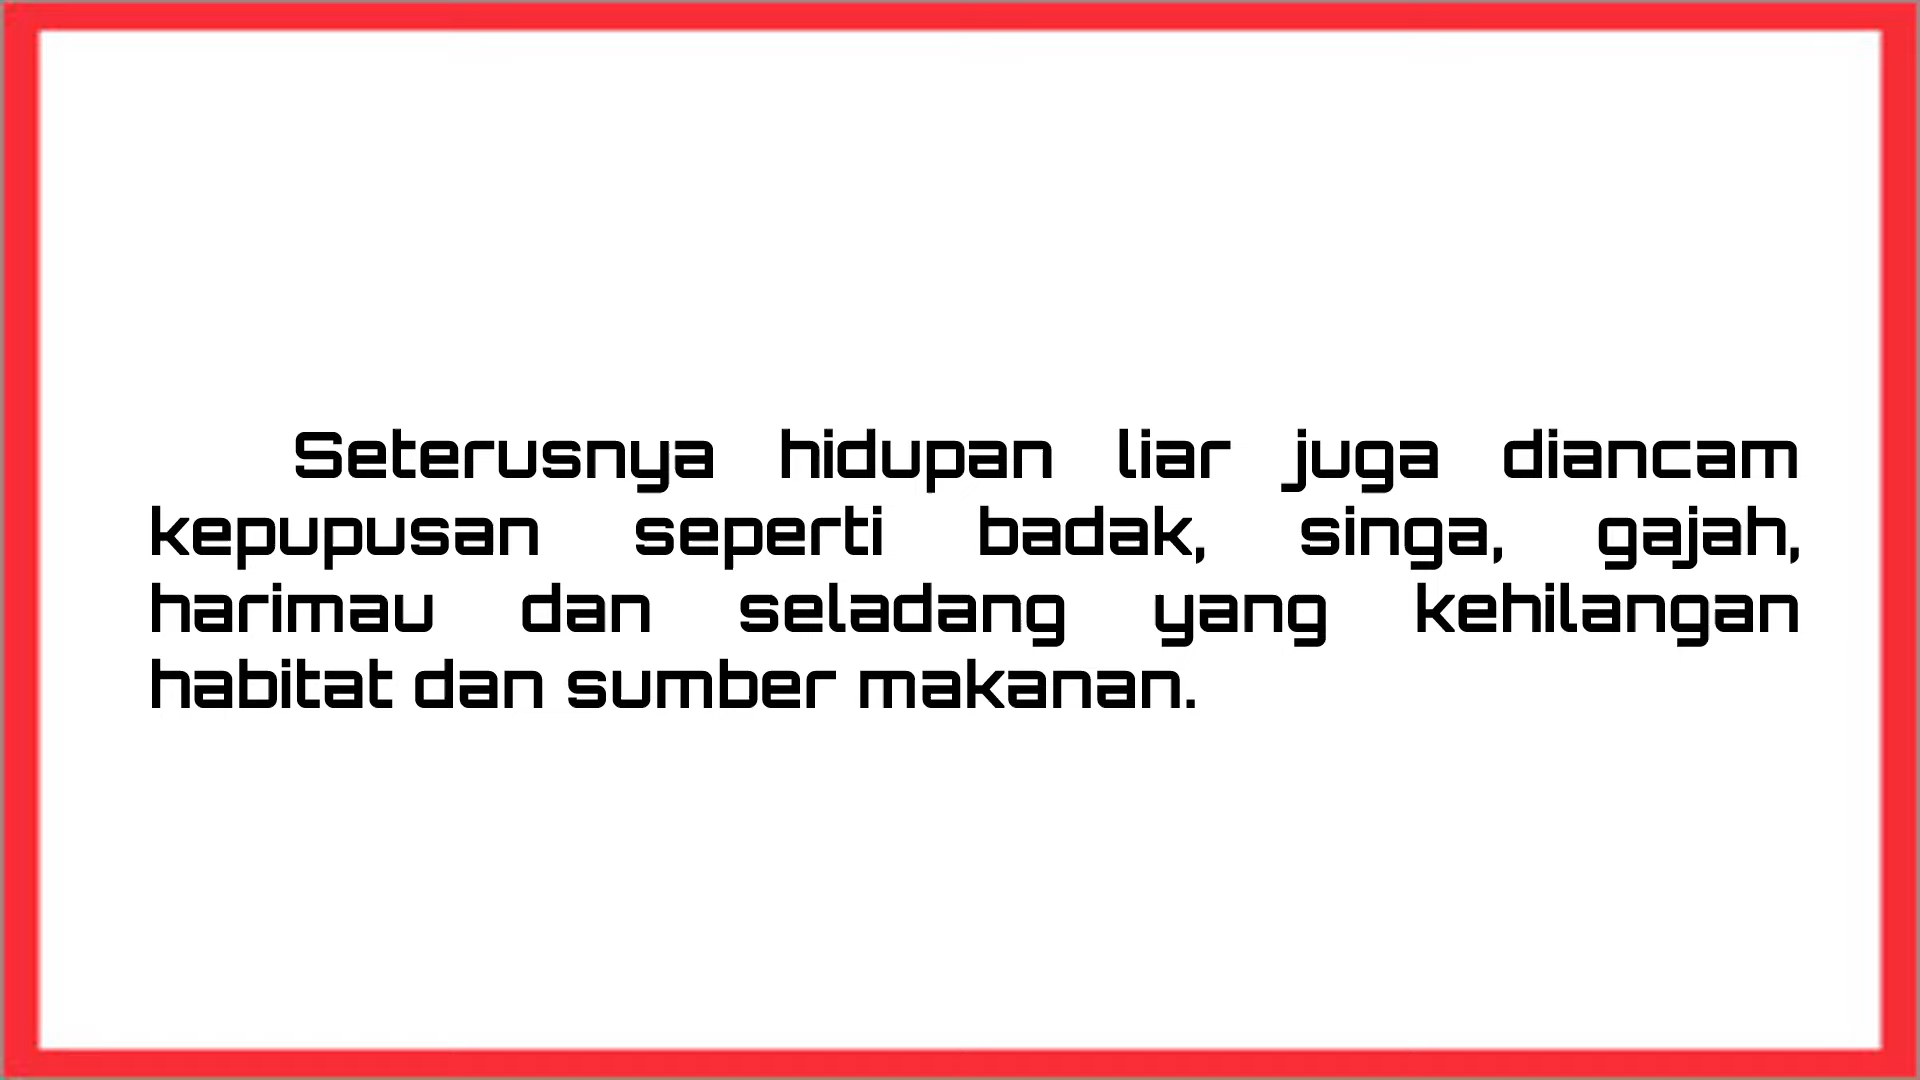 Seterusnya hidupan liar juga diancam
kepupusan seperti badak, singa, gajah,
harimau dan seladang yang kehilangan
habitat dan sumber makanan.